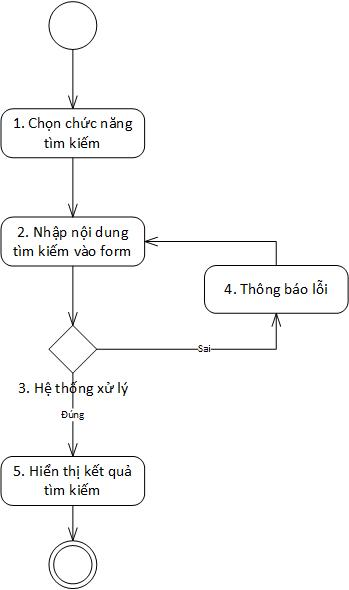 1. Chọn chức năng
tìm kiếm
2. Nhập nội dung
tìm kiếm vào form
4. Thông báo lỗi
Sai
3. Hệ thống xử lý
Đúng
5. Hiển thị kết quả
tìm kiếm